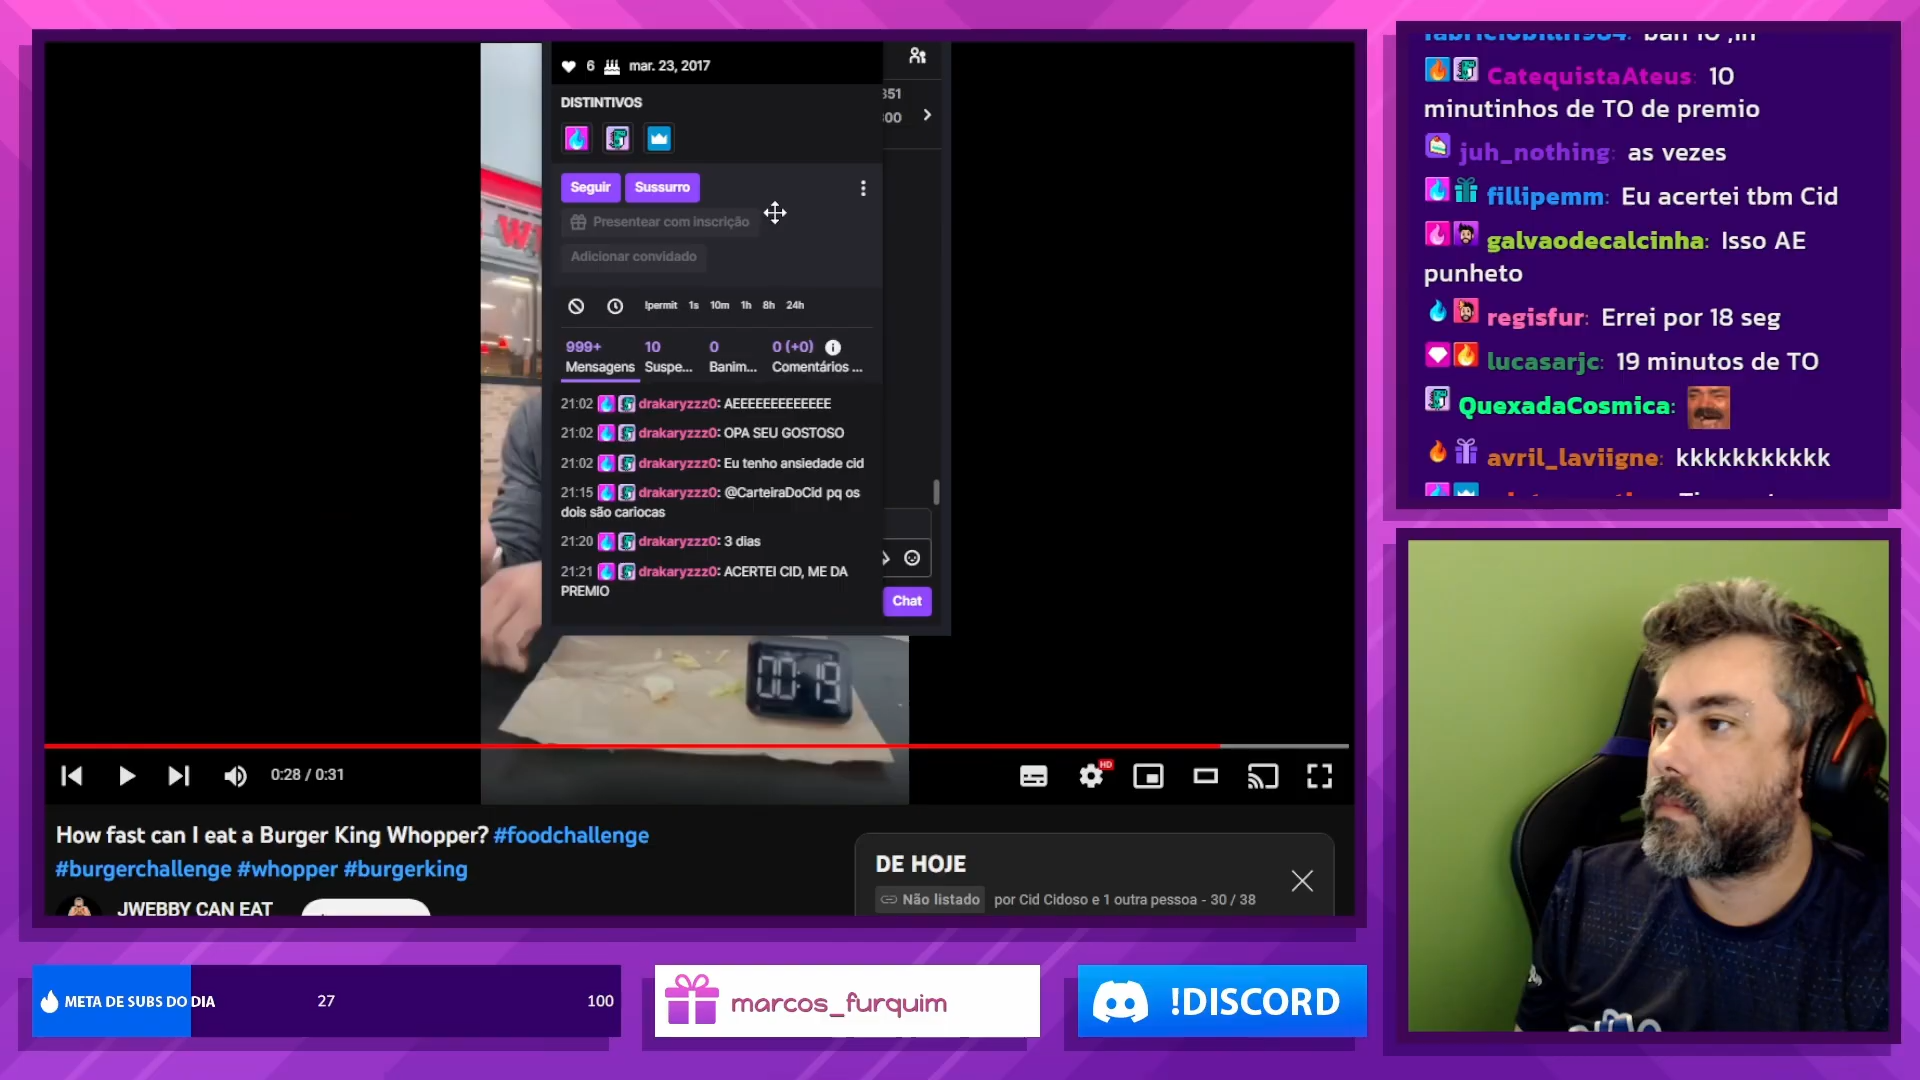 6 mar. 23, 2017
DISTINTIVOS
Seguir Sussurro
Presentear com inscrição
Adicionar convidado
!permit 1s 10m 1h 8h 24h
999+ 10 0 0 (+0)
Mensagens Suspe... Banim... Comentários ...
21:02 drakaryzzz0: AEEEEEEEEEEEEE
21:02 drakaryzzz0: OPA SEU GOSTOSO
21:02 drakaryzzz0: Eu tenho ansiedade cid
21:15 drakaryzzz0: @CarteiraDoCid pq os
dois são cariocas
21:20 drakaryzzz0: 3 dias
21:21 drakaryzzz0: ACERTEI CID, ME DA
PREMIO
351
00
Chat
00:19
0:28 / 0:31
HD
How fast can I eat a Burger King Whopper? #foodchallenge
#burgerchallenge #whopper #burgerking
JWEBBY CAN EAT
DE HOJE
Não listado por Cid Cidoso e 1 outra pessoa - 30 / 38
CatequistaAteus: 10
minutinhos de TO de premio
juh_nothing: as vezes
fillipemm: Eu acertei tbm Cid
galvaodecalcinha: Isso AE
punheto
regisfur: Errei por 18 seg
lucasarjc: 19 minutos de TO
QuexadaCosmica:
avril_laviigne: kkkkkkkkkkk
META DE SUBS DO DIA 27 100
marcos_furquim
!DISCORD